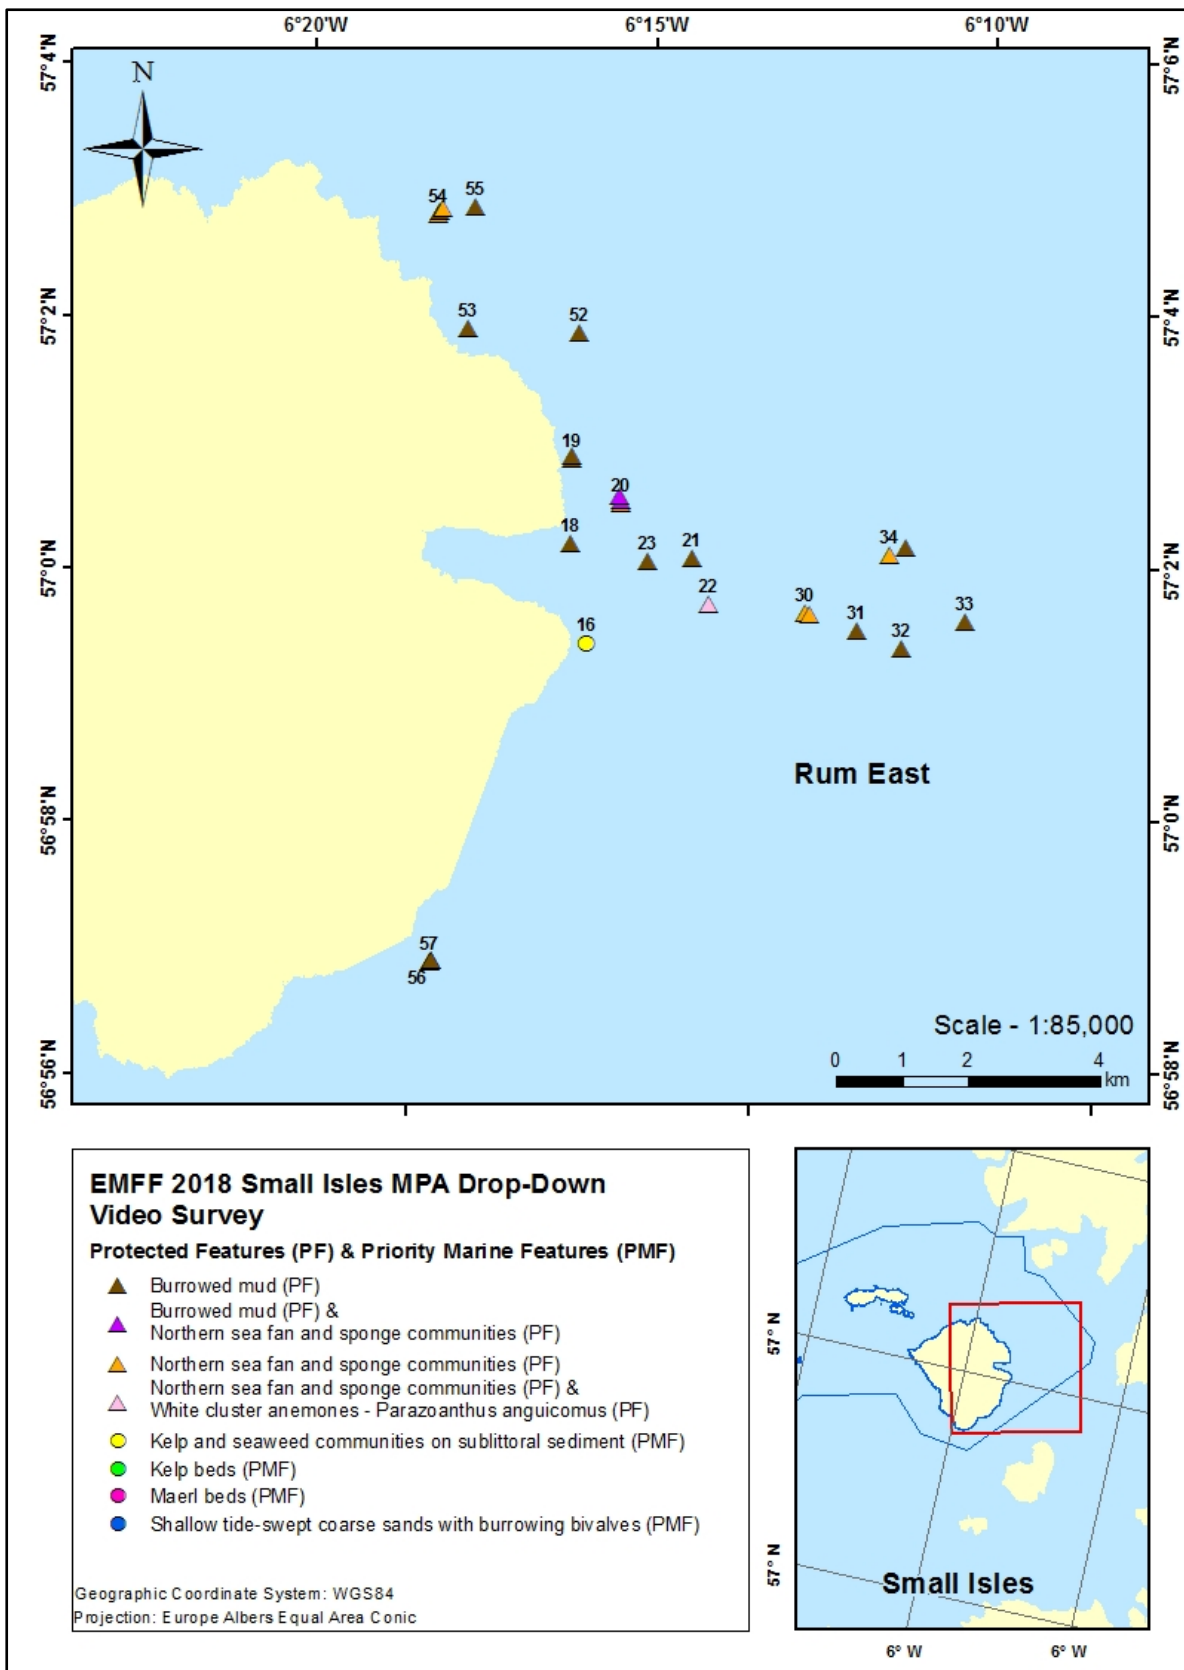 6°20'W 6°15'W 6°10'W
57°4'N
57°6'N
N
54 55
53 52
57°2'N
57°4'N
19
20
18 23 21 34
57°0'N
57°2'N
22 30 31 33
16 32
Rum East
56°58'N
57°0'N
57
56
Scale - 1:85,000
0 1 2 4
km
56°56'N
56°58'N
EMFF 2018 Small Isles MPA Drop-Down
Video Survey
Protected Features (PF) & Priority Marine Features (PMF)
Burrowed mud (PF)
Burrowed mud (PF) &
Northern sea fan and sponge communities (PF)
Northern sea fan and sponge communities (PF)
Northern sea fan and sponge communities (PF) &
White cluster anemones - Parazoanthus anguicomus (PF)
Kelp and seaweed communities on sublittoral sediment (PMF)
Kelp beds (PMF)
Maerl beds (PMF)
Shallow tide-swept coarse sands with burrowing bivalves (PMF)
Geographic Coordinate System: WGS84
Projection: Europe Albers Equal Area Conic
57° N
57° N
Small Isles
6° W 6° W